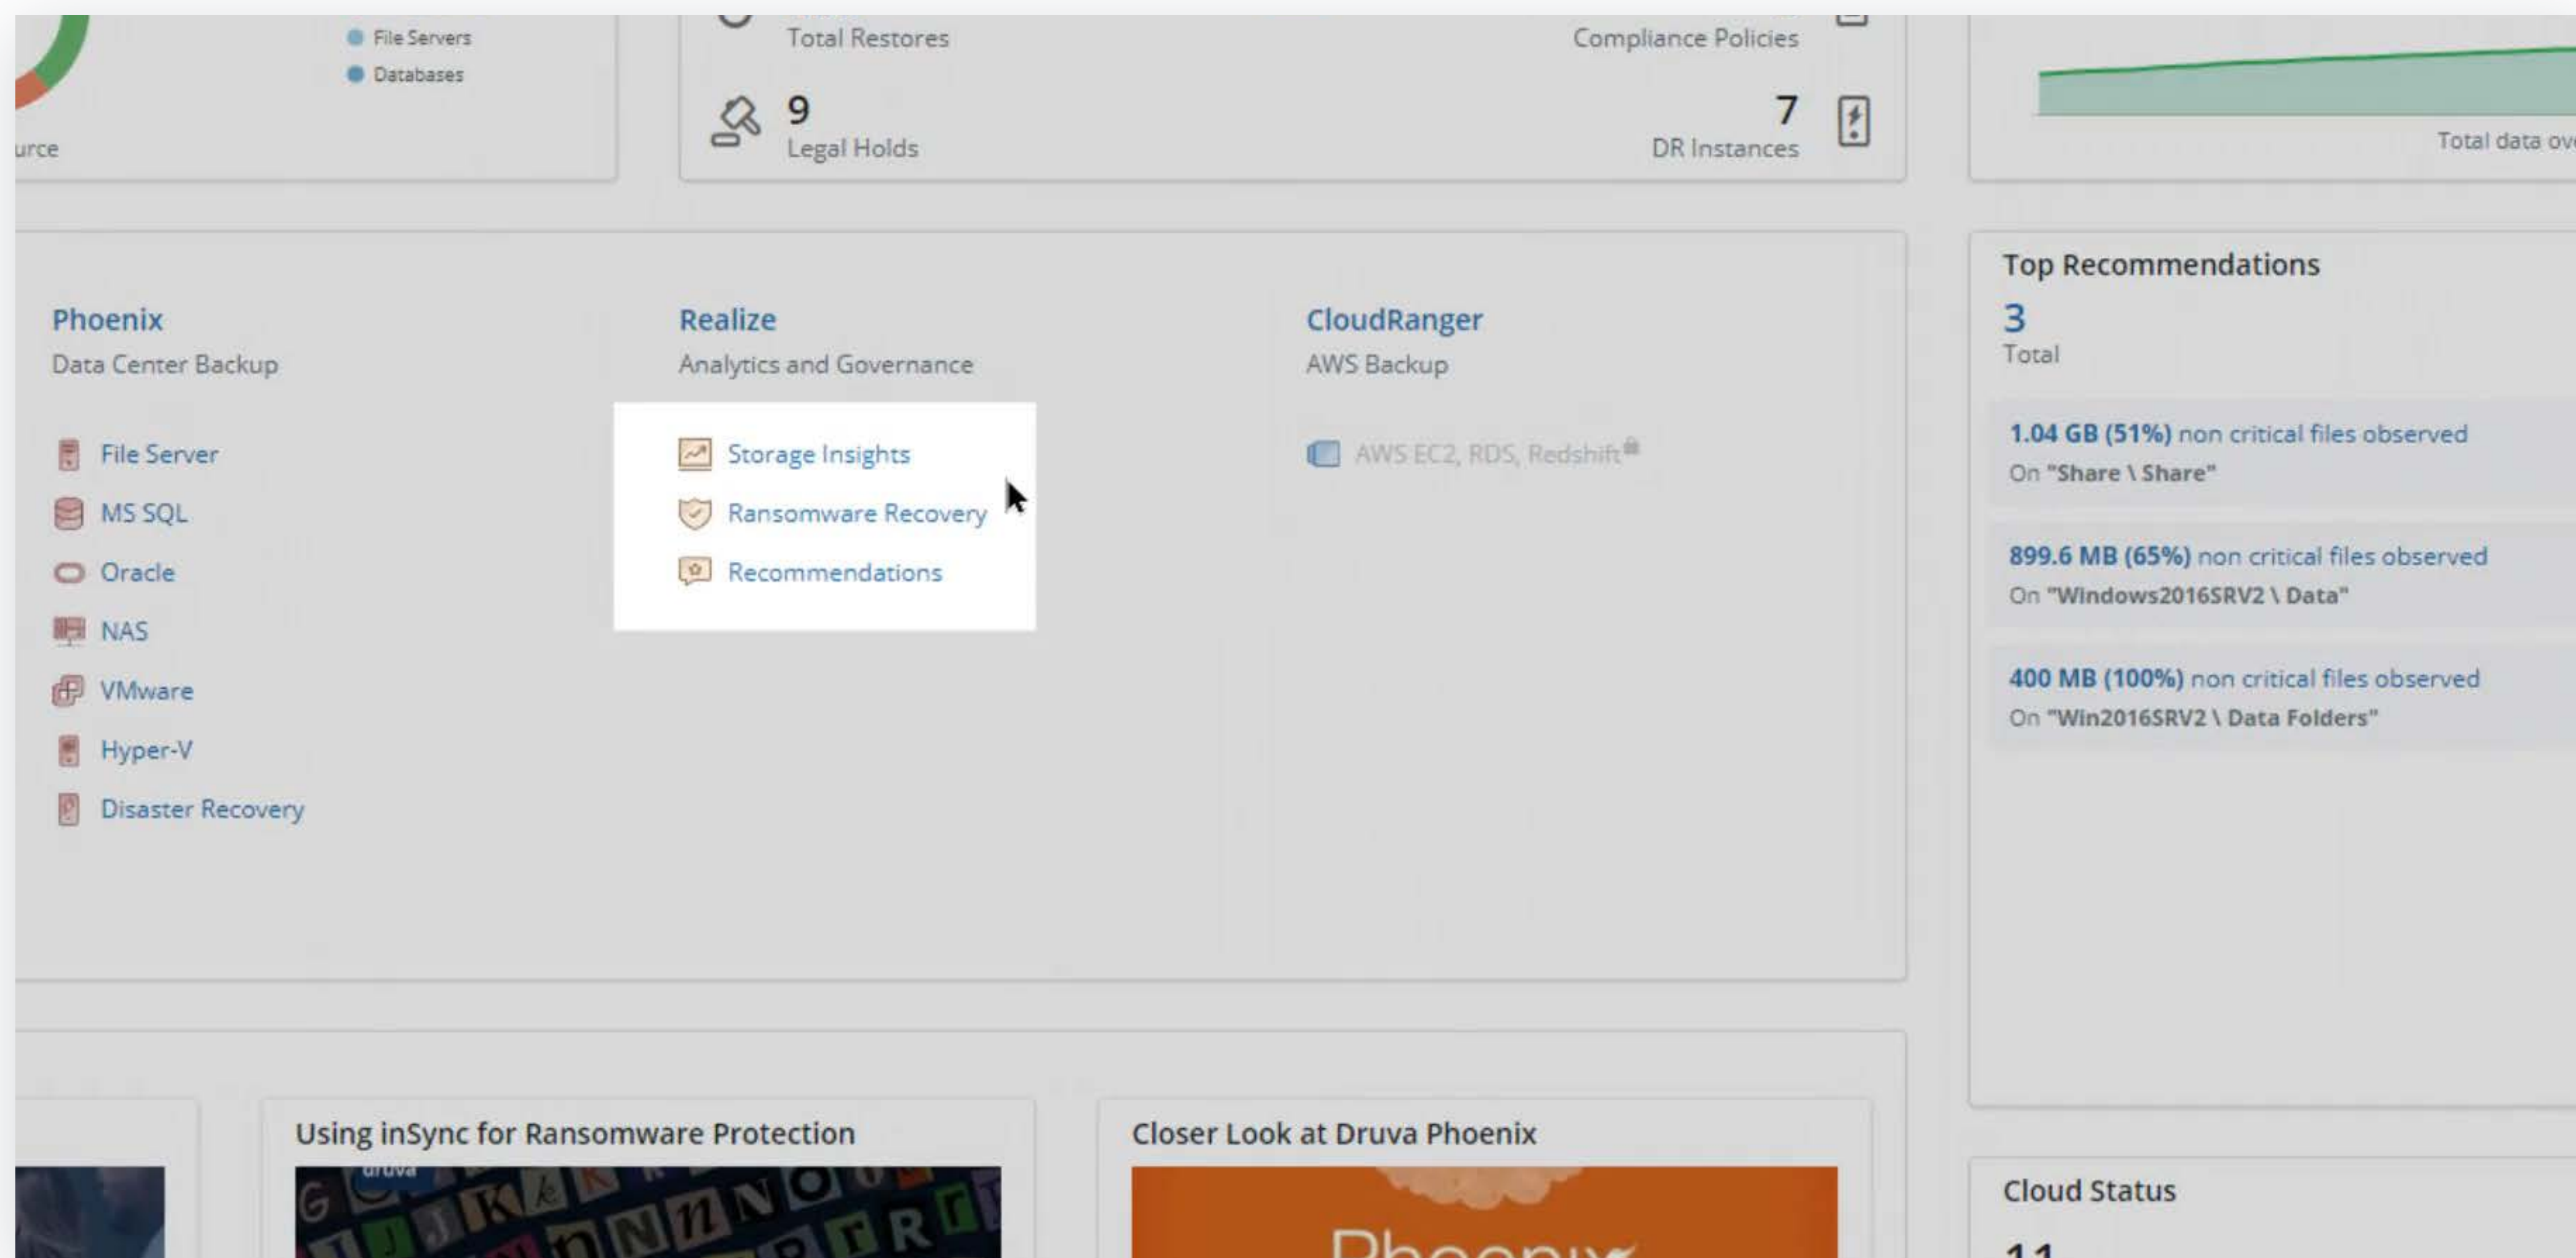 File Servers
Databases
urce
Total Restores
Compliance Policies
9
Legal Holds
7
DR Instances
Total data ov
Phoenix
Data Center Backup
File Server
MS SQL
Oracle
NAS
VMware
Hyper-V
Disaster Recovery
Realize
Analytics and Governance
Storage Insights
Ransomware Recovery
Recommendations
CloudRanger
AWS Backup
AWS EC2, RDS, Redshift
Top Recommendations
3
Total
1.04 GB (51%) non critical files observed
On "Share \ Share"
899.6 MB (65%) non critical files observed
On "Windows2016SRV2 \ Data"
400 MB (100%) non critical files observed
On "Win2016SRV2 \ Data Folders"
Using inSync for Ransomware Protection
druva
Closer Look at Druva Phoenix
Phoenix
Cloud Status
11